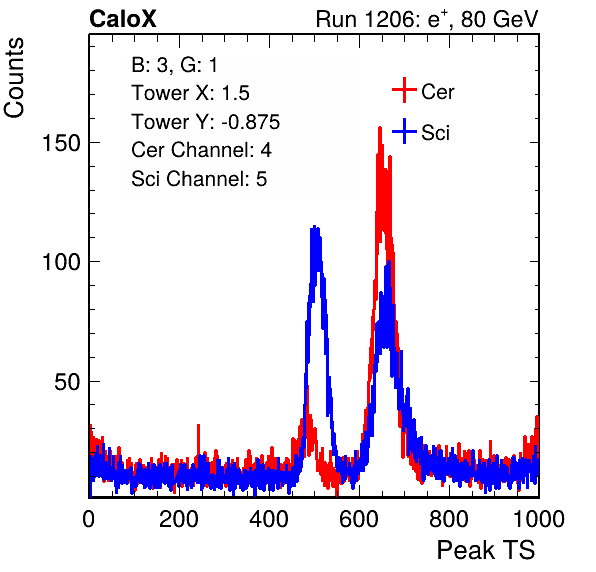 CaloX Run 1206: e⁺, 80 GeV
Counts
B: 3, G: 1
Tower X: 1.5
Tower Y: -0.875
Cer Channel: 4
Sci Channel: 5
Cer
Sci
150
100
50
0 200 400 600 800 1000
Peak TS